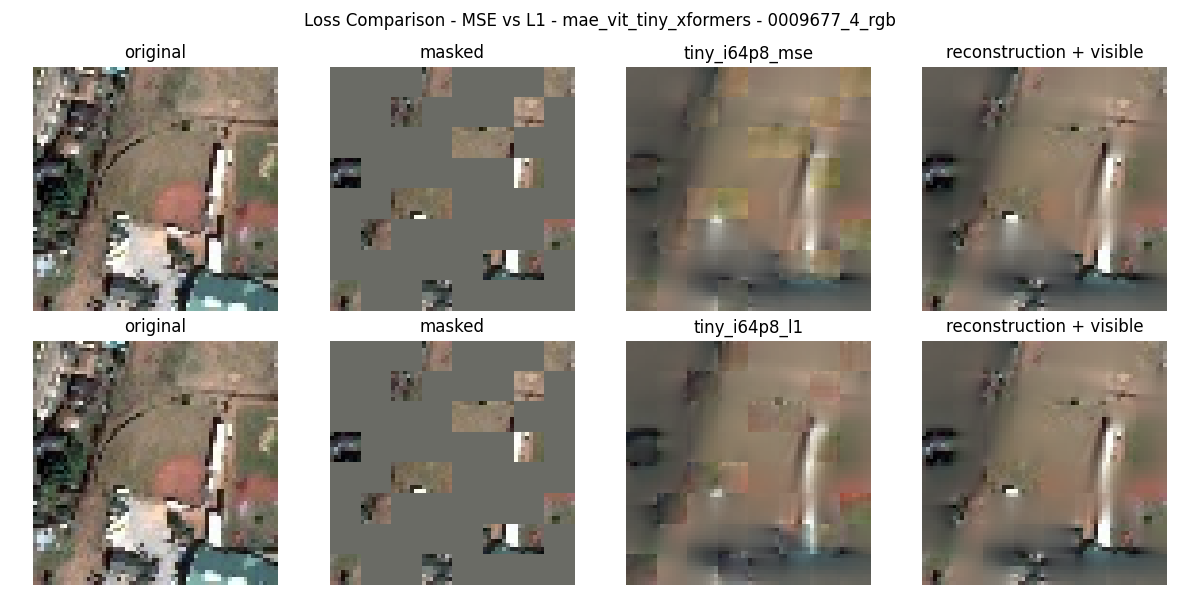 Loss Comparison - MSE vs L1 - mae_vit_tiny_xformers - 0009677_4_rgb
original masked tiny_i64p8_mse reconstruction + visible
original masked tiny_i64p8_l1 reconstruction + visible